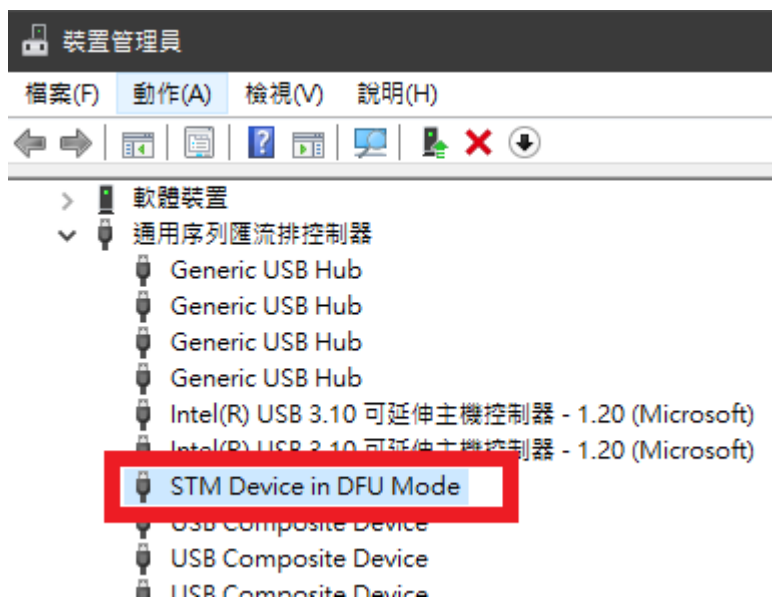 裝置管理員
檔案(F) 動作(A) 檢視(V) 說明(H)
軟體裝置
通用序列匯流排控制器
Generic USB Hub
Generic USB Hub
Generic USB Hub
Generic USB Hub
Intel(R) USB 3.10 可延伸主機控制器 - 1.20 (Microsoft)
Intel(R) USB 3.10 可延伸主機控制器 - 1.20 (Microsoft)
STM Device in DFU Mode
USB Composite Device
USB Composite Device
USB Composite Device